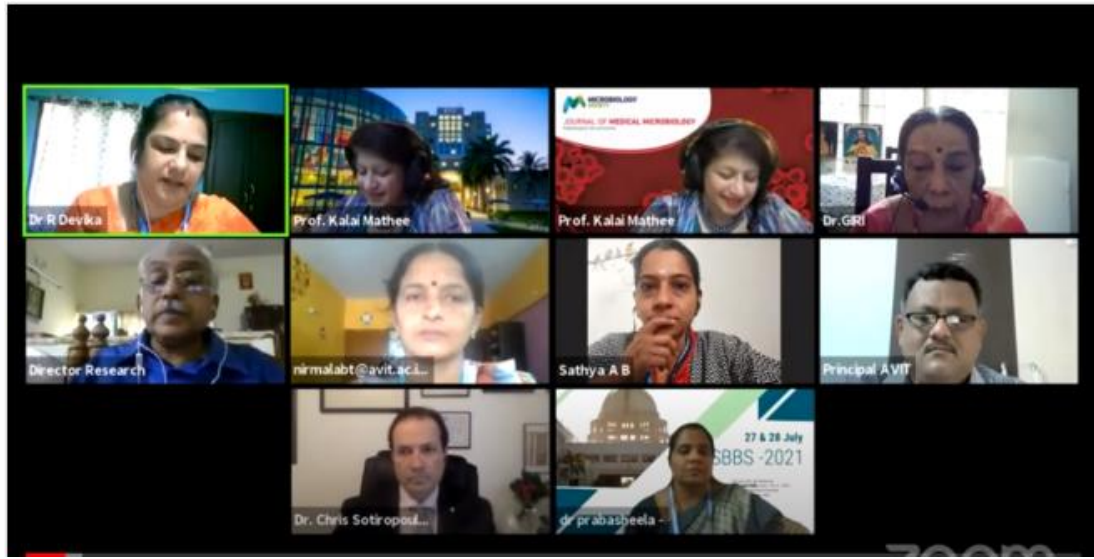 Dr R Devika
Prof. Kalai Mathee
MICROBIOLOGY
SOCIETY
JOURNAL OF MEDICAL MICROBIOLOGY
Prof. Kalai Mathee
Dr.GIRI
Director Research
nirmalabt@avit.ac.i...
Sathya A B
Principal AVIT
Dr. Chris Sotiropoul...
27 & 28 July
SBBS -2021
dr prabasheela -
zoom